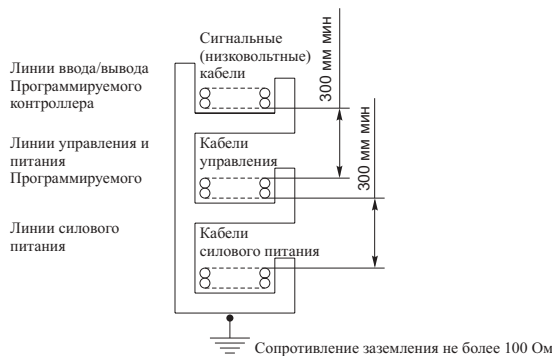 Сигнальные
(низковольтные)
кабели
Линии ввода/вывода
Программируемого
контроллера
300 мм мин
Линии управления и
питания
Программируемого
Кабели
управления
300 мм мин
Линии силового
питания
Кабели
силового питания
Сопротивление заземления не более 100 Ом